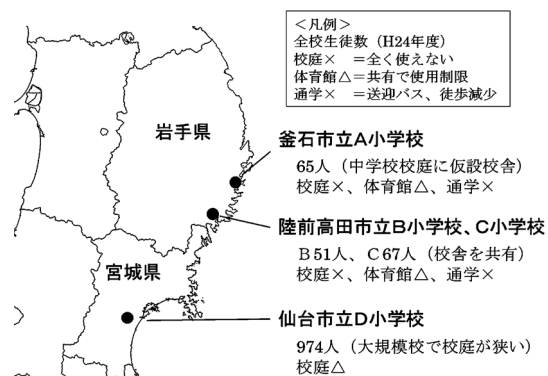 ＜凡例＞
全校生徒数（H24年度）
校庭×　＝全く使えない
体育館△＝共有で使用制限
通学×　＝送迎バス、徒歩減少
岩手県
釜石市立A小学校
65人（中学校校庭に仮設校舎）
校庭×、体育館△、通学×
陸前高田市立B小学校、C小学校
Ｂ51人、Ｃ67人（校舎を共有）
校庭×、体育館△、通学×
宮城県
仙台市立D小学校
974人（大規模校で校庭が狭い）
校庭△